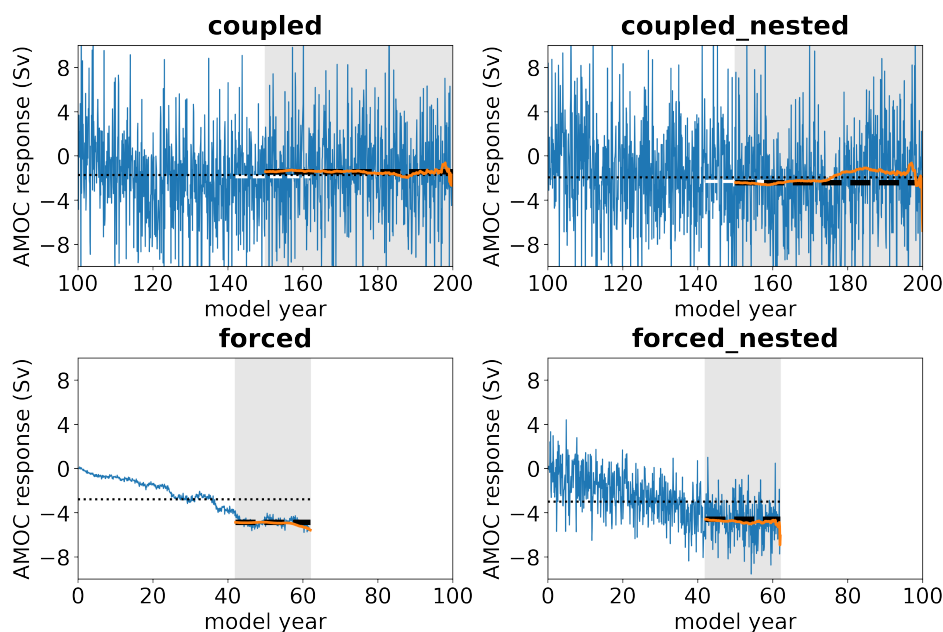 coupled
coupled_nested
AMOC response (Sv)
8
4
0
−4
−8
100 120 140 160 180 200
model year
AMOC response (Sv)
8
4
0
−4
−8
100 120 140 160 180 200
model year
forced
forced_nested
AMOC response (Sv)
8
4
0
−4
−8
0 20 40 60 80 100
model year
AMOC response (Sv)
8
4
0
−4
−8
0 20 40 60 80 100
model year